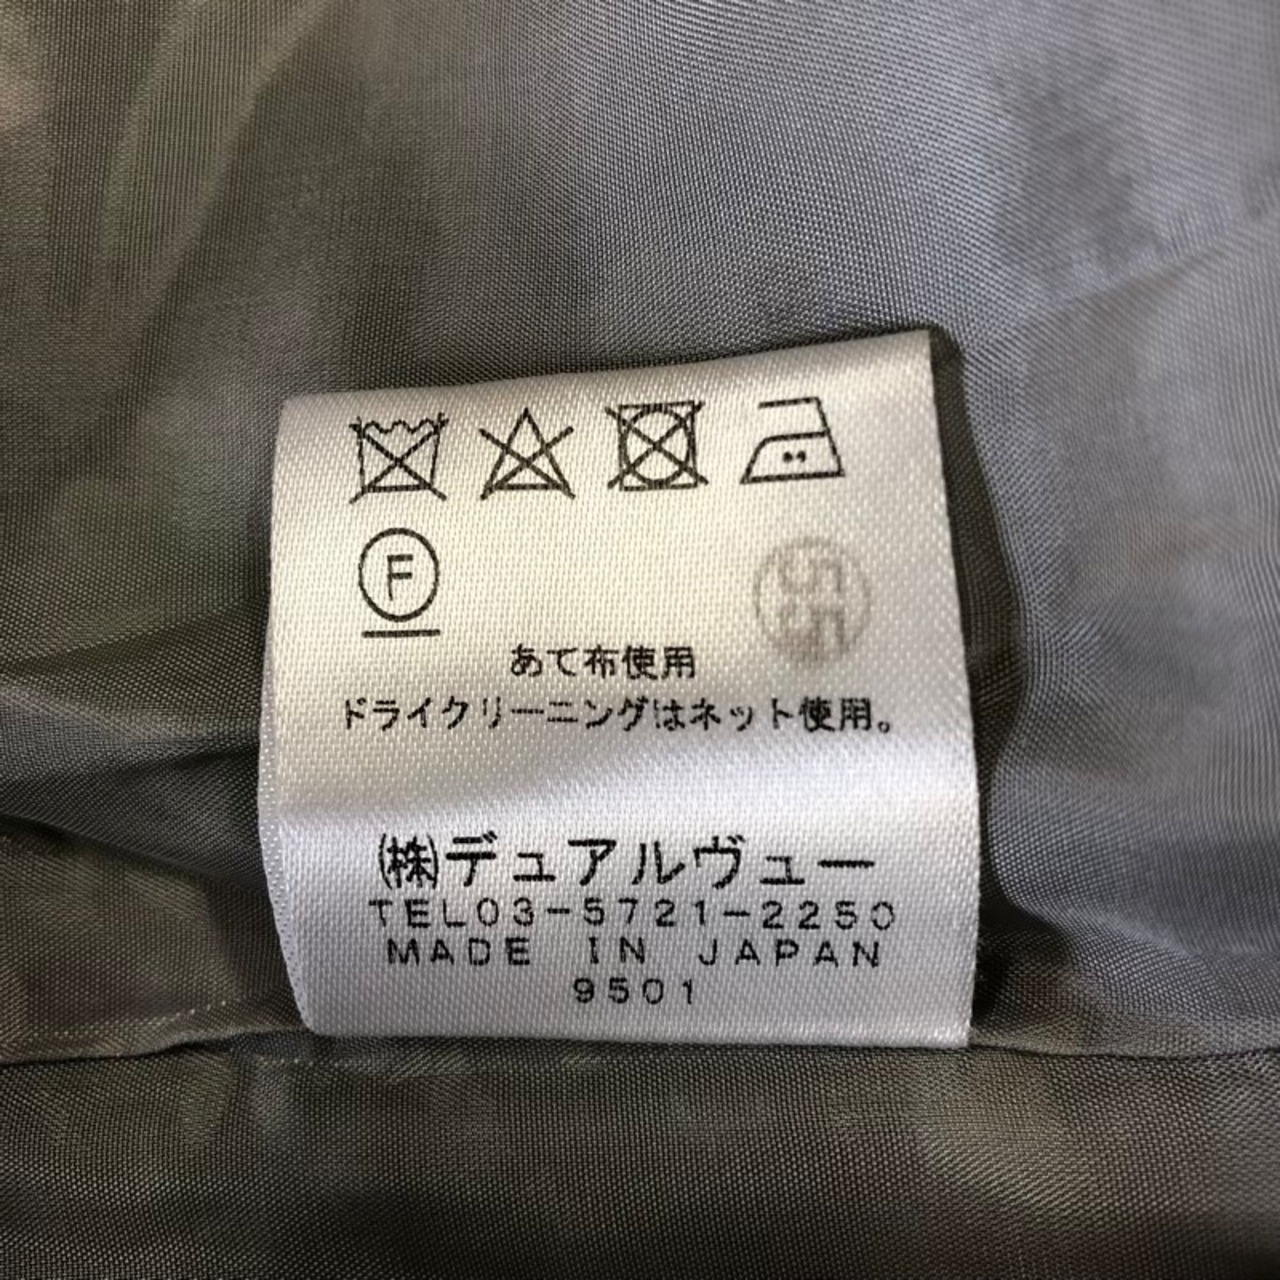 F
あて布使用
ドライクリーニングはネット使用。
㈱デュアルヴュー
TEL03-5721-2250
MADE IN JAPAN
9501